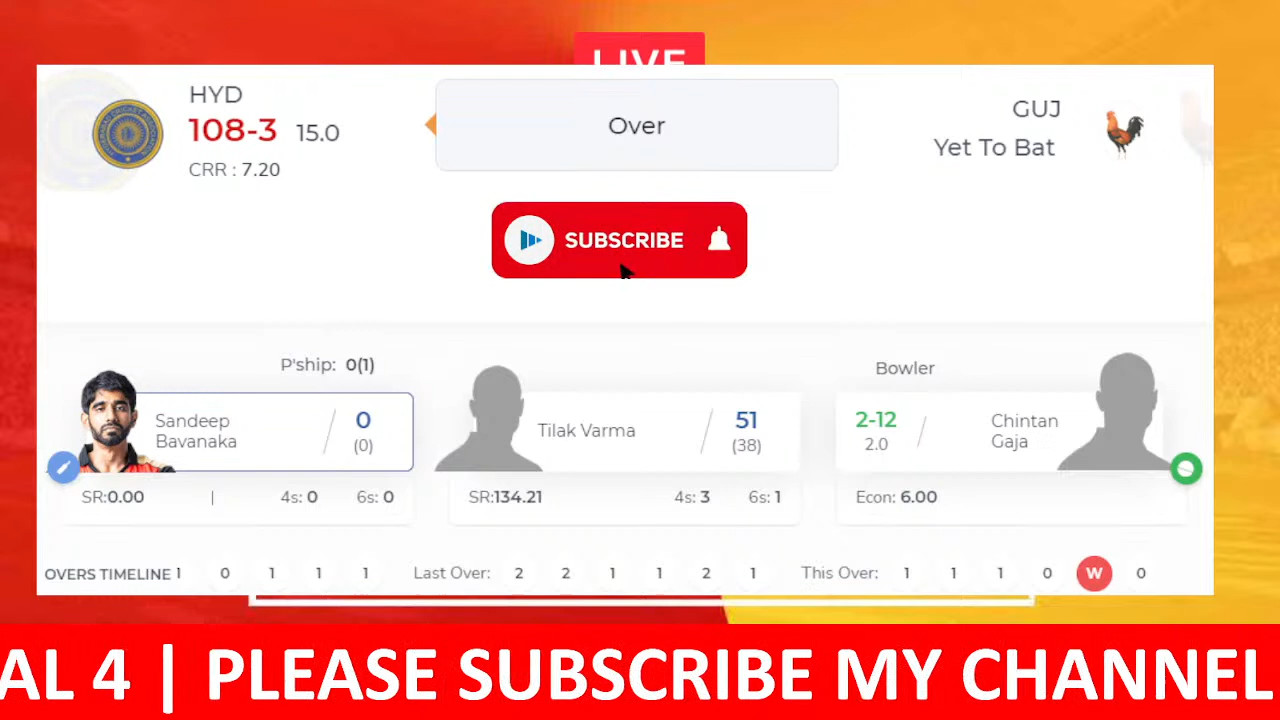 LIVE
HYD
108-3 15.0
CRR : 7.20
Over
GUJ
Yet To Bat
SUBSCRIBE
P'ship: 0(1)
Sandeep
Bavanaka
0
(0)
SR:0.00 | 4s: 0 6s: 0
Tilak Varma
51
(38)
SR:134.21 4s: 3 6s: 1
Bowler
2-12
2.0
Chintan
Gaja
Econ: 6.00
OVERS TIMELINE 1 0 1 1 1 Last Over: 2 2 1 1 2 1 This Over: 1 1 1 0 W 0
AL 4 | PLEASE SUBSCRIBE MY CHANNEL